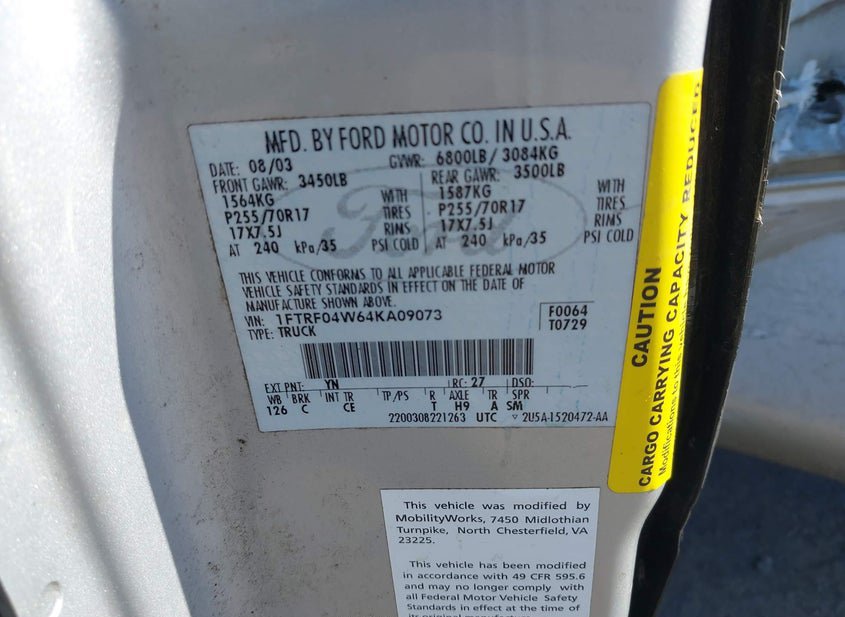 MFD. BY FORD MOTOR CO. IN U.S.A.
DATE: 08/03 GVWR: 6800LB/ 3084KG
FRONT GAWR: 3450LB REAR GAWR: 3500LB
1564KG WITH 1587KG WITH
P255/70R17 TIRES P255/70R17 TIRES
17X7.5J RIMS 17X7.5J RIMS
AT 240 kPa/35 PSI COLD AT 240 kPa/35 PSI COLD
Ford
THIS VEHICLE CONFORMS TO ALL APPLICABLE FEDERAL MOTOR
VEHICLE SAFETY STANDARDS IN EFFECT ON THE DATE OF
MANUFACTURE SHOWN ABOVE.
VIN: 1FTRF04W64KA09073 F0064
TYPE: TRUCK T0729
EXT PNT: YN RC: 27 DSO:
WB BRK INT TR TP/PS R AXLE TR SPR
126 C CE T H9 A SM
2200308221263 UTC ▽ 2U5A-1520472-AA
CAUTION
CARGO CARRYING CAPACITY REDUCED
Modifications to
This vehicle was modified by
MobilityWorks, 7450 Midlothian
Turnpike, North Chesterfield, VA
23225.
This vehicle has been modified
in accordance with 49 CFR 595.6
and may no longer comply with
all Federal Motor Vehicle Safety
Standards in effect at the time of
its original manufacture